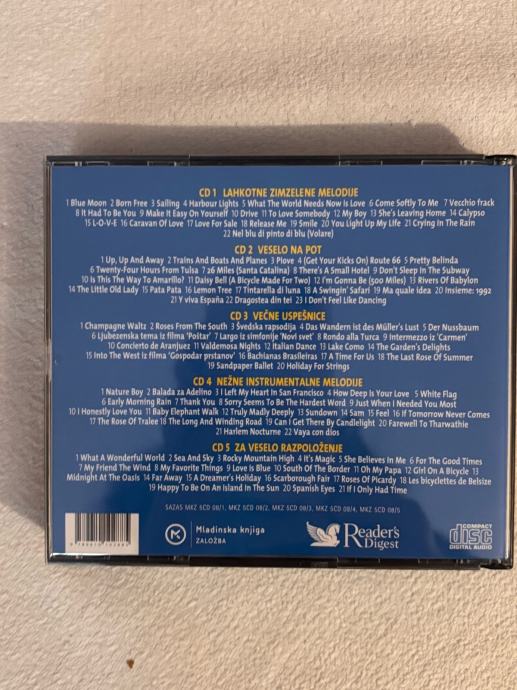 CD 1 LAHKOTNE ZIMZELENE MELODIJE
1 Blue Moon 2 Born Free 3 Sailing 4 Harbour Lights 5 What The World Needs Now Is Love 6 Come Softly To Me 7 Vecchio frack
8 It Had To Be You 9 Make It Easy On Yourself 10 Drive 11 To Love Somebody 12 My Boy 13 She's Leaving Home 14 Calypso
15 L-O-V-E 16 Caravan Of Love 17 Love For Sale 18 Release Me 19 Smile 20 You Light Up My Life 21 Crying In The Rain
22 Nel blu di pinto di blu (Volare)
CD 2 VESELO NA POT
1 Up, Up And Away 2 Trains And Boats And Planes 3 Plove 4 (Get Your Kicks On) Route 66 5 Pretty Belinda
6 Twenty-Four Hours From Tulsa 7 26 Miles (Santa Catalina) 8 There's A Small Hotel 9 Don't Sleep In The Subway
10 Is This The Way To Amarillo? 11 Daisy Bell (A Bicycle Made For Two) 12 I'm Gonna Be (500 Miles) 13 Rivers Of Babylon
14 The Little Old Lady 15 Pata Pata 16 Lemon Tree 17 Tintarella di luna 18 A Swingin' Safari 19 Ma quale idea 20 Insieme: 1992
21 Y viva España 22 Dragostea din tei 23 I Don't Feel Like Dancing
CD 3 VEČNE USPEŠNICE
1 Champagne Waltz 2 Roses From The South 3 Švedska rapsodija 4 Das Wandern ist des Müller's Lust 5 Der Nussbaum
6 Ljubezenska tema iz filma 'Poštar' 7 Largo iz simfonije 'Novi svet' 8 Rondo alla Turca 9 Intermezzo iz 'Carmen'
10 Concierto de Aranjuez 11 Valdemossa Nights 12 Italian Dance 13 Lake Como 14 The Garden's Delights
15 Into The West iz filma 'Gospodar prstanov' 16 Bachianas Brasileiras 17 A Time For Us 18 The Last Rose Of Summer
19 Sandpaper Ballet 20 Holiday For Strings
CD 4 NEŽNE INSTRUMENTALNE MELODIJE
1 Nature Boy 2 Balada za Adelino 3 I Left My Heart In San Francisco 4 How Deep Is Your Love 5 White Flag
6 Early Morning Rain 7 Thank You 8 Sorry Seems To Be The Hardest Word 9 Just When I Needed You Most
10 I Honestly Love You 11 Baby Elephant Walk 12 Truly Madly Deeply 13 Sundown 14 Sam 15 Feel 16 If Tomorrow Never Comes
17 The Rose Of Tralee 18 The Long And Winding Road 19 Can I Get There By Candlelight 20 Farewell To Tharwathie
21 Harlem Nocturne 22 Vaya con dios
CD 5 ZA VESELO RAZPOLOŽENJE
1 What A Wonderful World 2 Sea And Sky 3 Rocky Mountain High 4 It's Magic 5 She Believes In Me 6 For The Good Times
7 My Friend The Wind 8 My Favorite Things 9 Love Is Blue 10 South Of The Border 11 Oh My Papa 12 Girl On A Bicycle 13
Midnight At The Oasis 14 Far Away 15 A Dreamer's Holiday 16 Scarborough Fair 17 Roses Of Picardy 18 Les bicyclettes de Belsize
19 Happy To Be On An Island In The Sun 20 Spanish Eyes 21 If I Only Had Time
SAZAS MKZ 5CD 08/1, MKZ 5CD 08/2, MKZ 5CD 08/3, MKZ 5CD 08/4, MKZ 5CD 08/5
Mladinska knjiga
ZALOŽBA
Reader's
Digest
COMPACT
disc
DIGITAL AUDIO